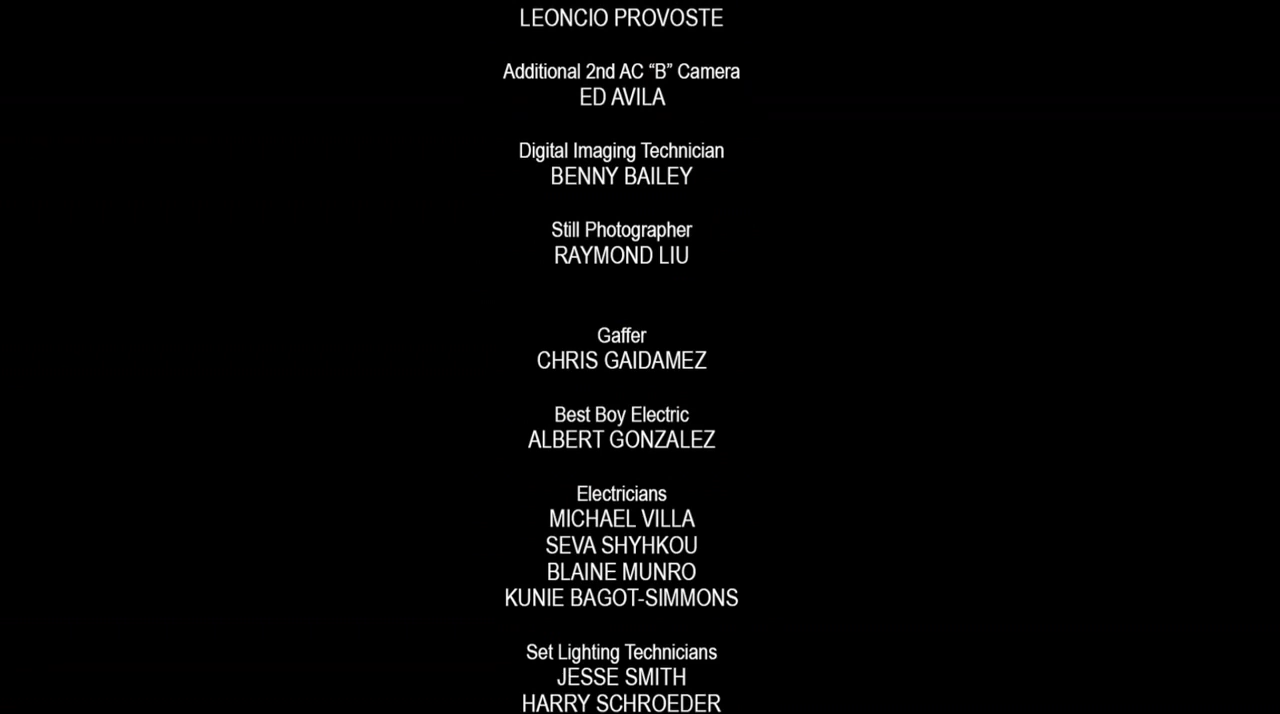 LEONCIO PROVOSTE
Additional 2nd AC “B” Camera
ED AVILA
Digital Imaging Technician
BENNY BAILEY
Still Photographer
RAYMOND LIU
Gaffer
CHRIS GAIDAMEZ
Best Boy Electric
ALBERT GONZALEZ
Electricians
MICHAEL VILLA
SEVA SHYHKOU
BLAINE MUNRO
KUNIE BAGOT-SIMMONS
Set Lighting Technicians
JESSE SMITH
HARRY SCHROEDER